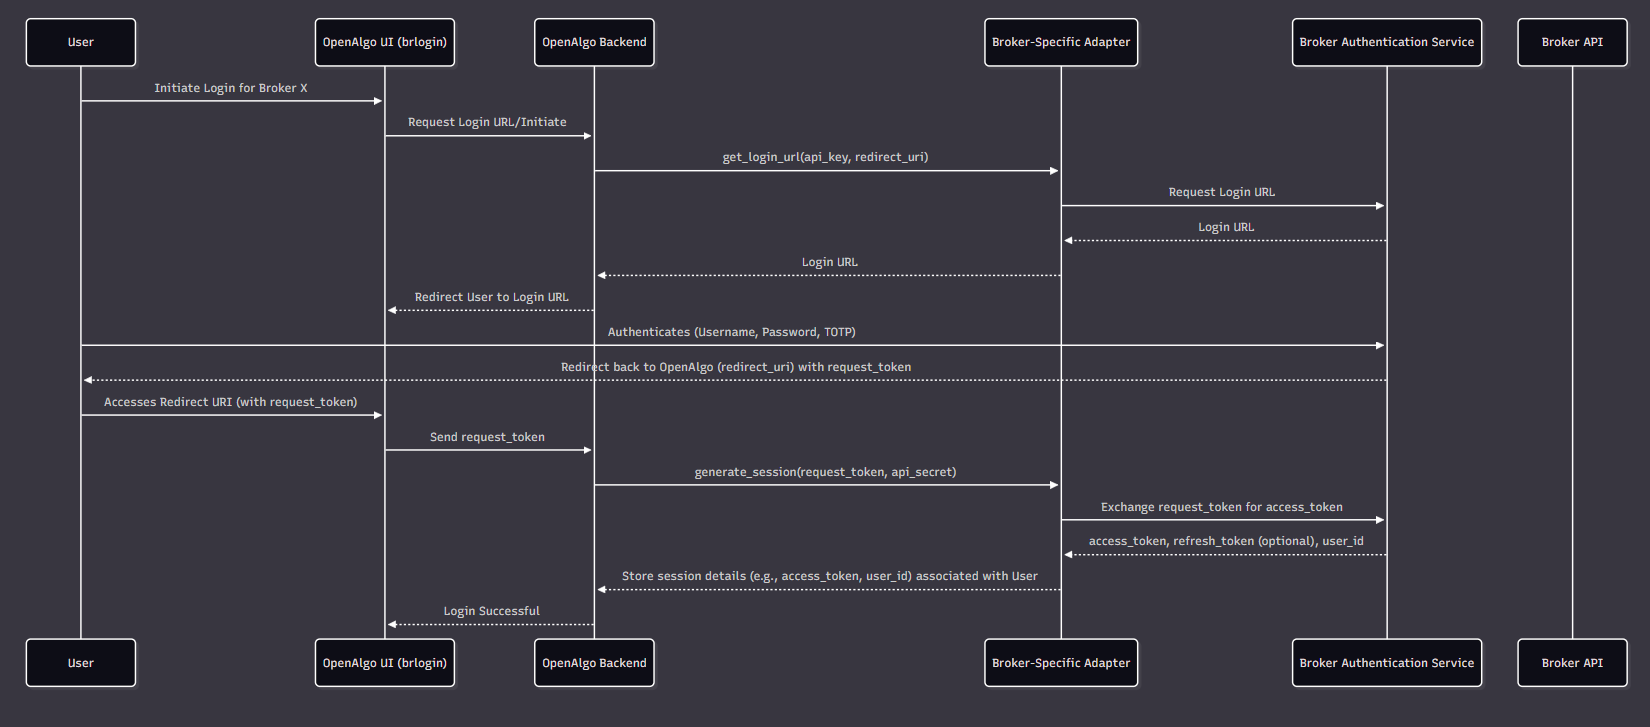 User
OpenAlgo UI (brlogin)
OpenAlgo Backend
Broker-Specific Adapter
Broker Authentication Service
Broker API
Initiate Login for Broker X
Request Login URL/Initiate
get_login_url(api_key, redirect_uri)
Request Login URL
Login URL
Login URL
Redirect User to Login URL
Authenticates (Username, Password, TOTP)
Redirect back to OpenAlgo (redirect_uri) with request_token
Accesses Redirect URI (with request_token)
Send request_token
generate_session(request_token, api_secret)
Exchange request_token for access_token
access_token, refresh_token (optional), user_id
Store session details (e.g., access_token, user_id) associated with User
Login Successful
User
OpenAlgo UI (brlogin)
OpenAlgo Backend
Broker-Specific Adapter
Broker Authentication Service
Broker API